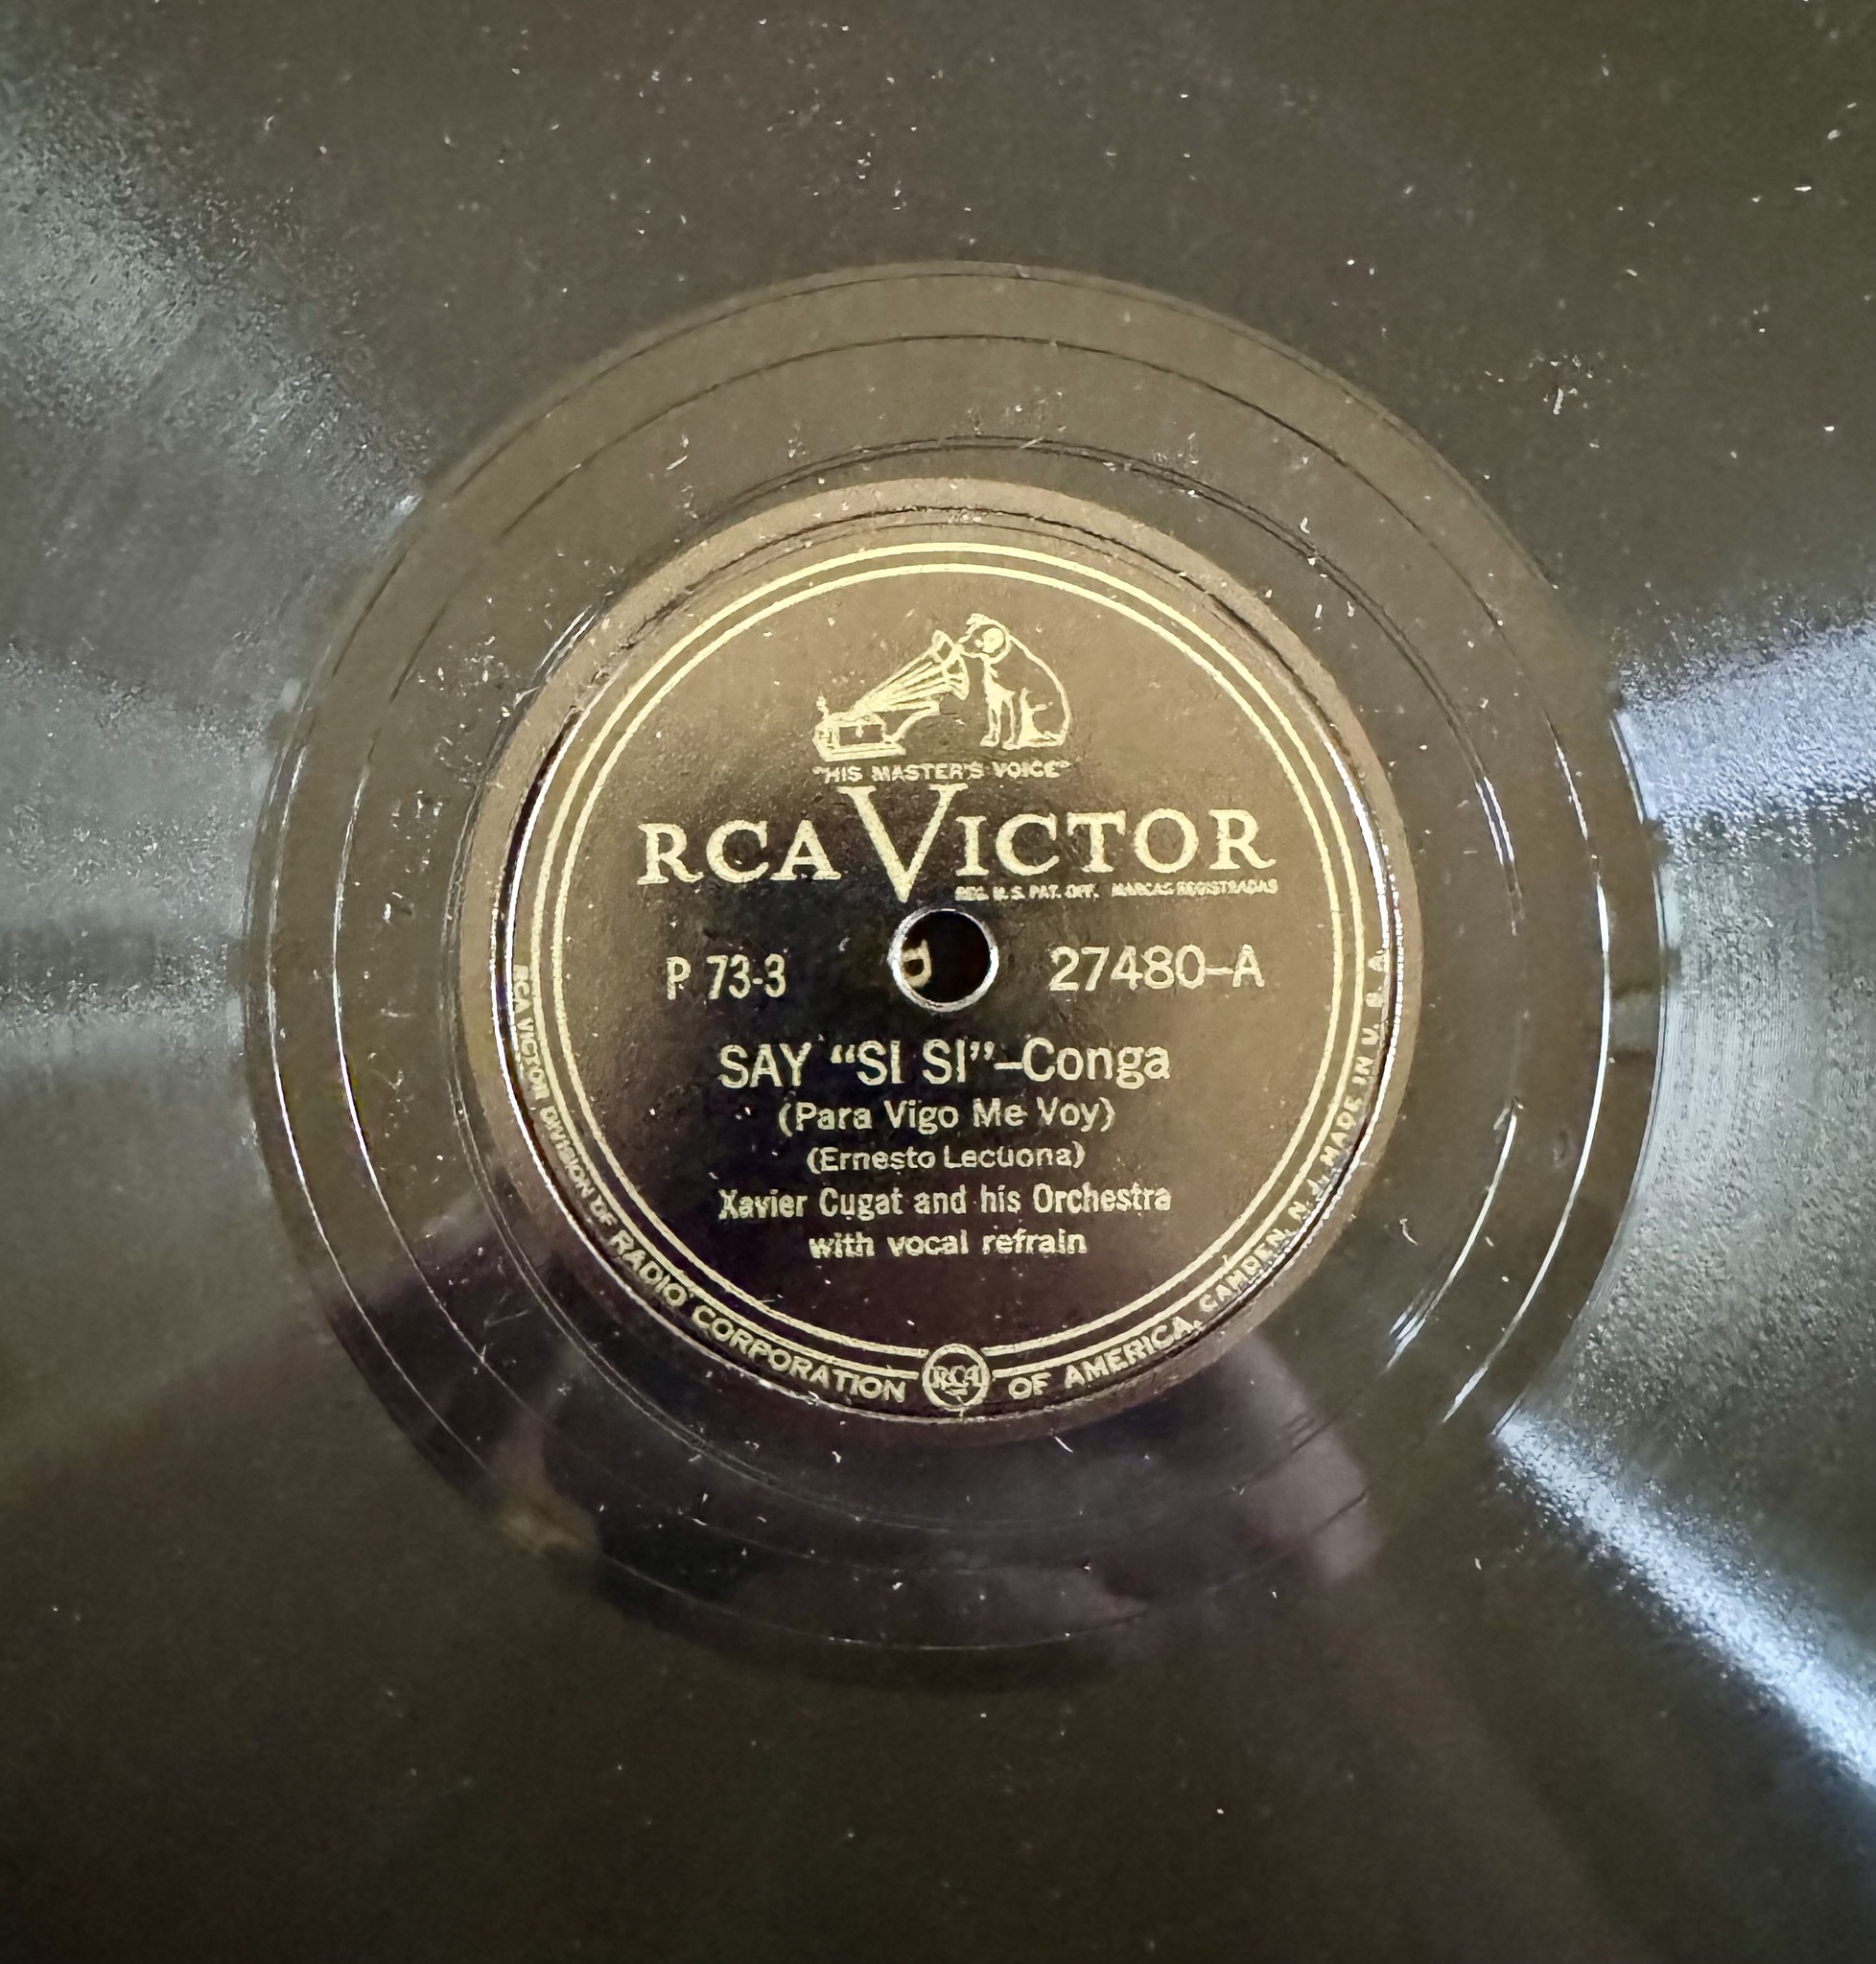 "HIS MASTER'S VOICE"
RCA VICTOR
REG. U.S. PAT. OFF. MARCAS REGISTRADAS
P 73-3
27480-A
SAY "SI SI"-Conga
(Para Vigo Me Voy)
(Ernesto Lecuona)
Xavier Cugat and his Orchestra
with vocal refrain
RCA VICTOR DIVISION OF RADIO CORPORATION OF AMERICA, CAMDEN, N. J., MADE IN U. S. A.
RCA